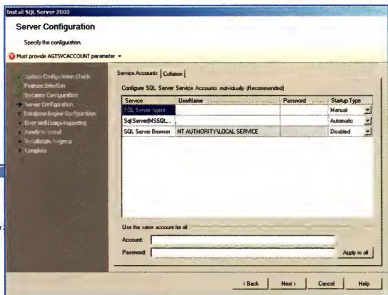 Install SQL Server 2008
Server Configuration
Specify the configuration.
Must provide AGTSVCACCOUNT parameter
System Configuration Check
Feature Selection
Instance Configuration
Server Configuration
Database Engine Configuration
Error and Usage Reporting
Ready to Install
Installation Progress
Complete
Service Accounts Collation
Configure SQL Server Service Accounts individually (Recommended)
Service UserName Password Startup Type
SQL Server Agent Manual
Sql Server(MSSQL... Automatic
SQL Server Browser NT AUTHORITY\LOCAL SERVICE Disabled
Use the same account for all
Account:
Password: Apply to all
< Back Next > Cancel Help